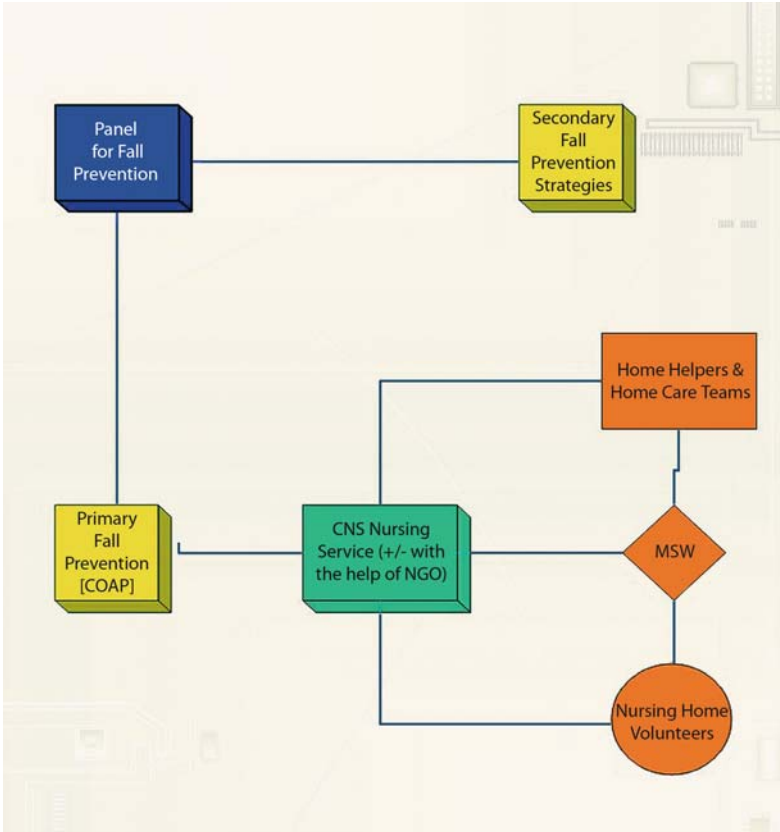 Panel
for Fall
Prevention
Secondary
Fall
Prevention
Strategies
Home Helpers &
Home Care Teams
Primary
Fall
Prevention
[COAP]
CNS Nursing
Service (+/- with
the help of NGO)
MSW
Nursing Home
Volunteers